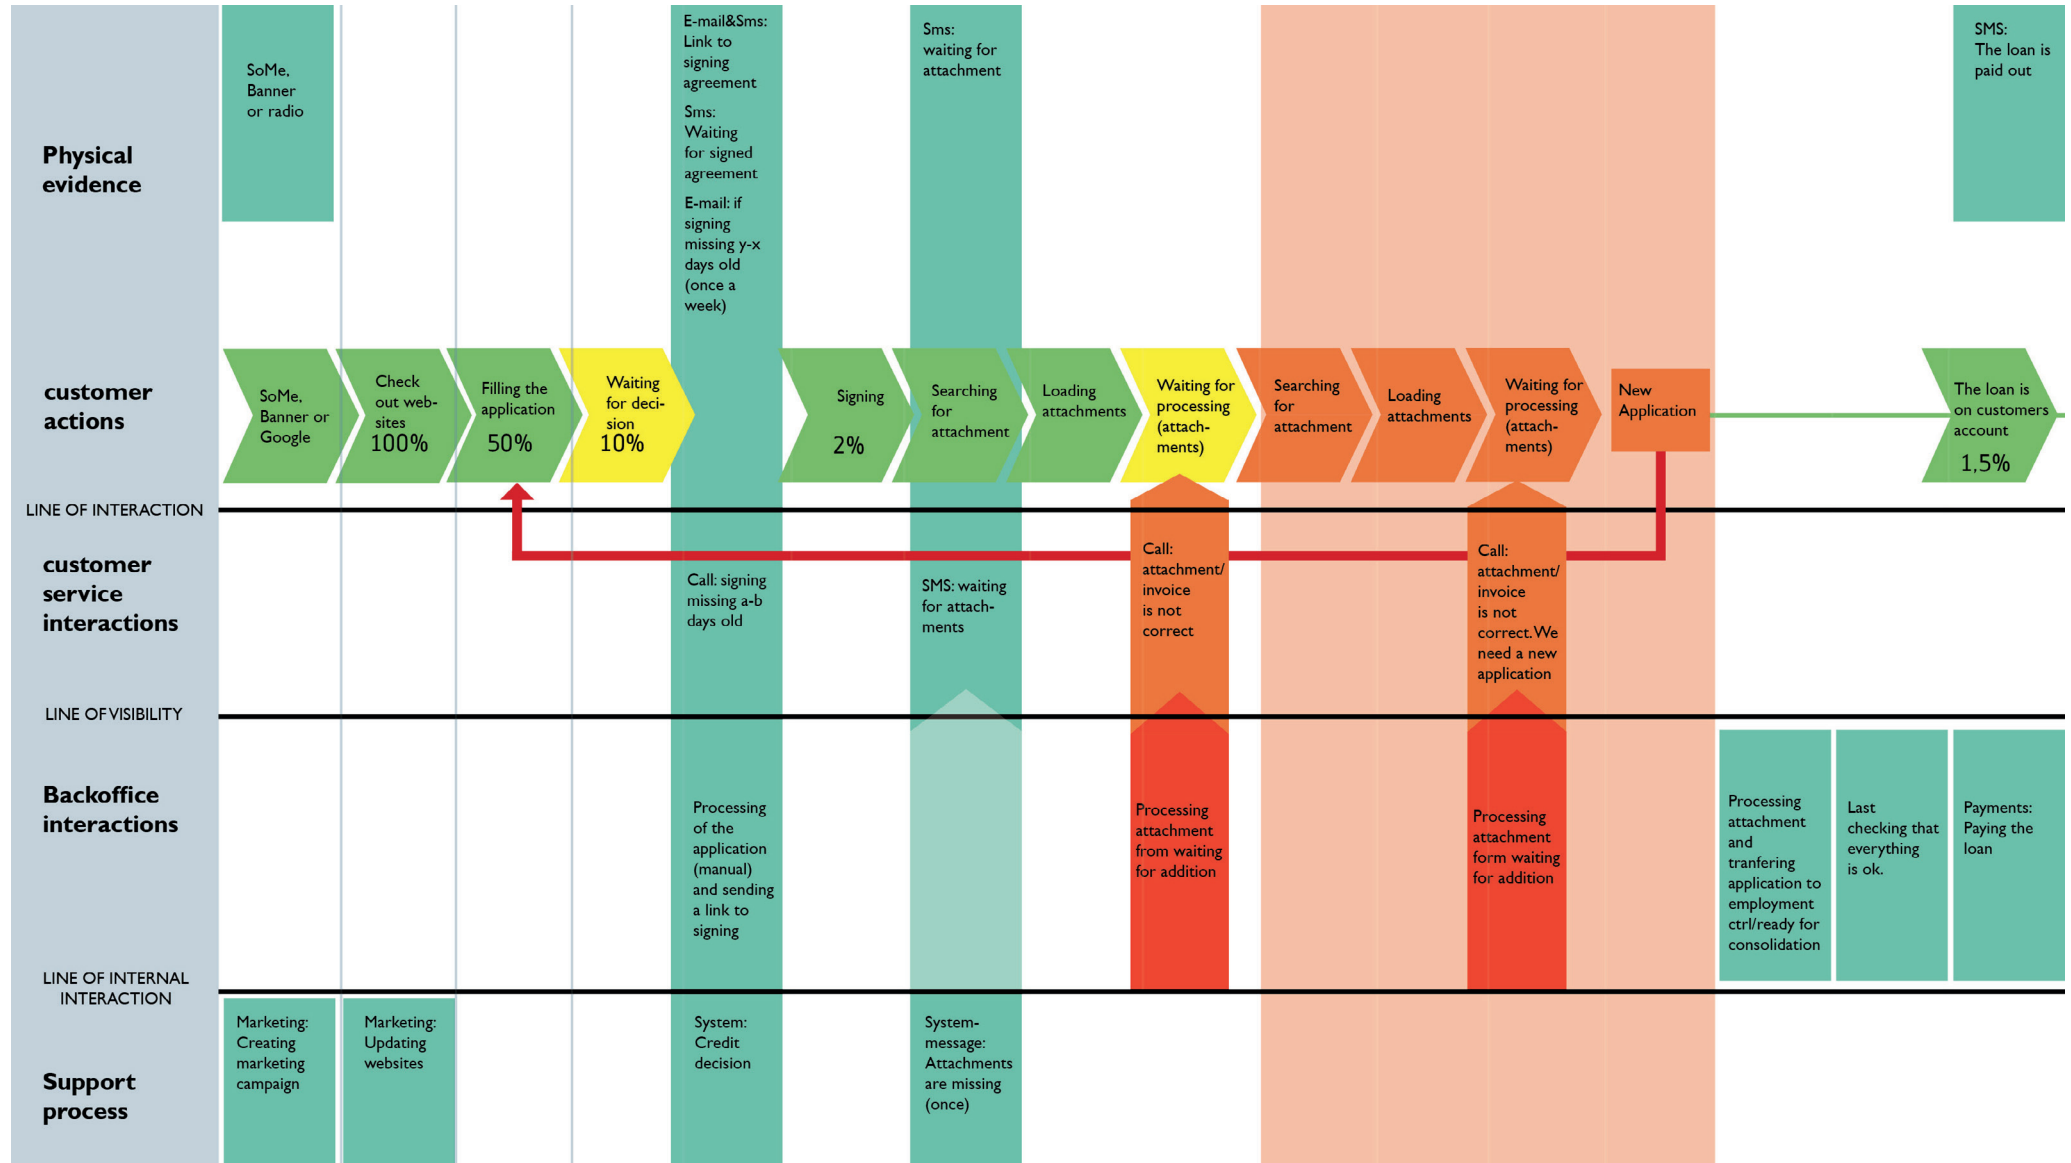 Physical
evidence
SoMe,
Banner
or radio
E-mail&Sms:
Link to
signing
agreement
Sms:
Waiting
for signed
agreement
E-mail: if
signing
missing y-x
days old
(once a
week)
Sms:
waiting for
attachment
SMS:
The loan is
paid out
customer
actions
SoMe,
Banner or
Google
Check
out web-
sites
100%
Filling the
application
50%
Waiting
for deci-
sion
10%
Signing
2%
Searching
for
attachment
Loading
attachments
Waiting for
processing
(attach-
ments)
Searching
for
attachment
Loading
attachments
Waiting for
processing
(attach-
ments)
New
Application
The loan is
on customers
account
1,5%
LINE OF INTERACTION
customer
service
interactions
Call: signing
missing a-b
days old
SMS: waiting
for attach-
ments
Call:
attachment/
invoice
is not
correct
Call:
attachment/
invoice
is not
correct. We
need a new
application
LINE OF VISIBILITY
Backoffice
interactions
Processing
of the
application
(manual)
and sending
a link to
signing
Processing
attachment
from waiting
for addition
Processing
attachment
form waiting
for addition
Processing
attachment
and
tranfering
application to
employment
ctrl/ready for
consolidation
Last
checking that
everything
is ok.
Payments:
Paying the
loan
LINE OF INTERNAL
INTERACTION
Support
process
Marketing:
Creating
marketing
campaign
Marketing:
Updating
websites
System:
Credit
decision
System-
message:
Attachments
are missing
(once)